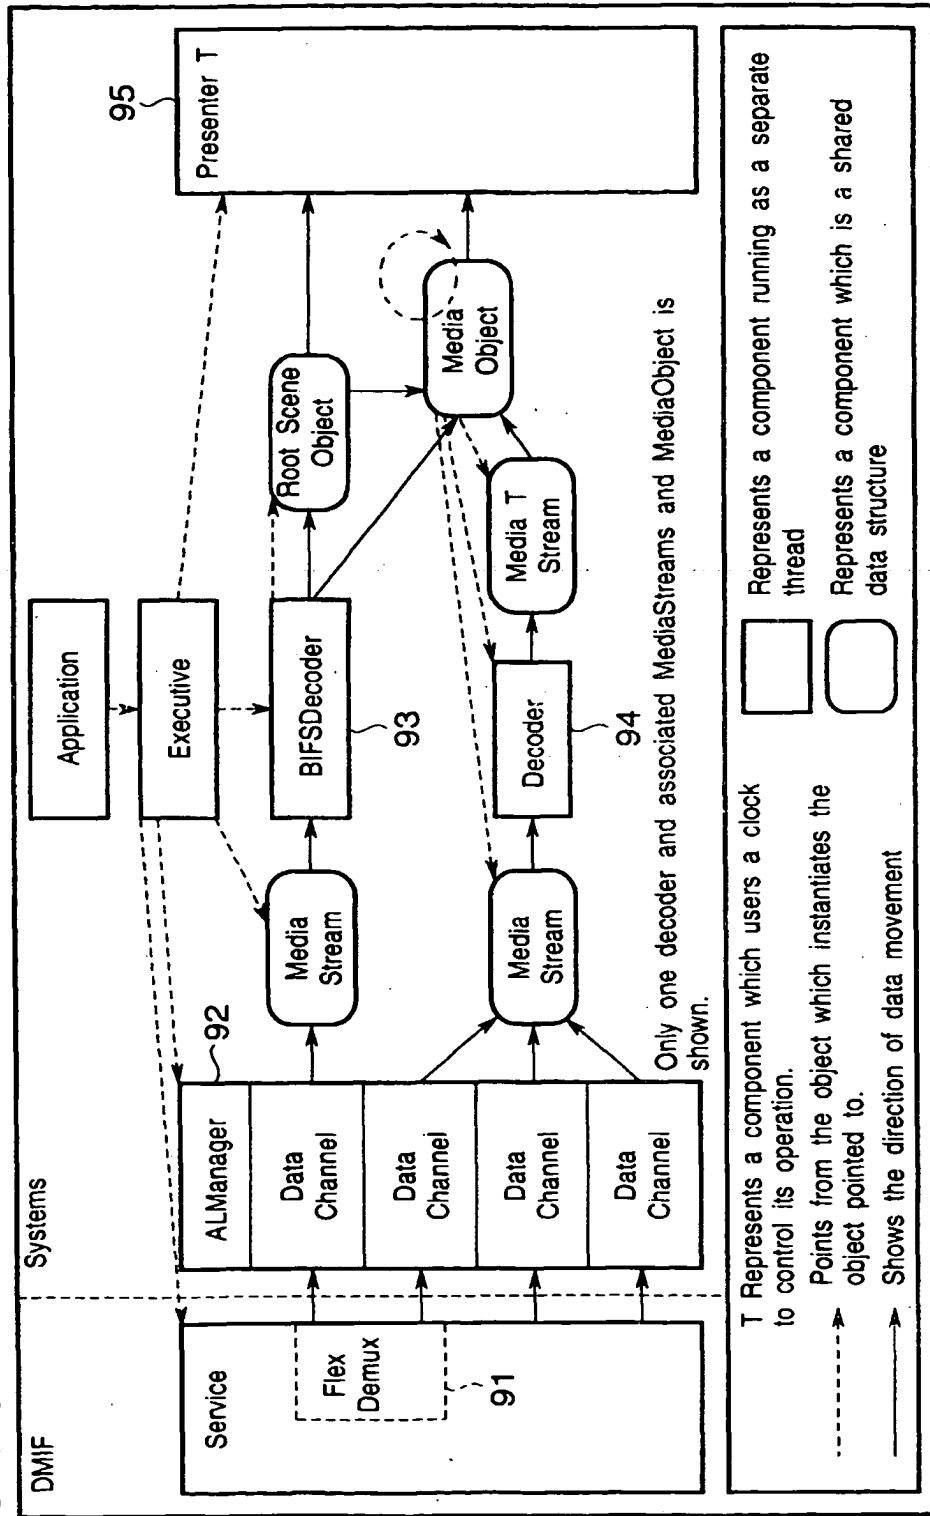 DMIF
Systems
Service
Flex
Demux
91
ALManager
92
Data
Channel
Data
Channel
Data
Channel
Data
Channel
Application
Executive
Media
Stream
BIFSDecoder
93
Root Scene
Object
Media
Stream
Decoder
94
Media T
Stream
Media
Object
Presenter T
95
Only one decoder and associated MediaStreams and MediaObject is
shown.
T Represents a component which users a clock
to control its operation.
Points from the object which instantiates the
object pointed to.
Shows the direction of data movement
Represents a component running as a separate
thread
Represents a component which is a shared
data structure